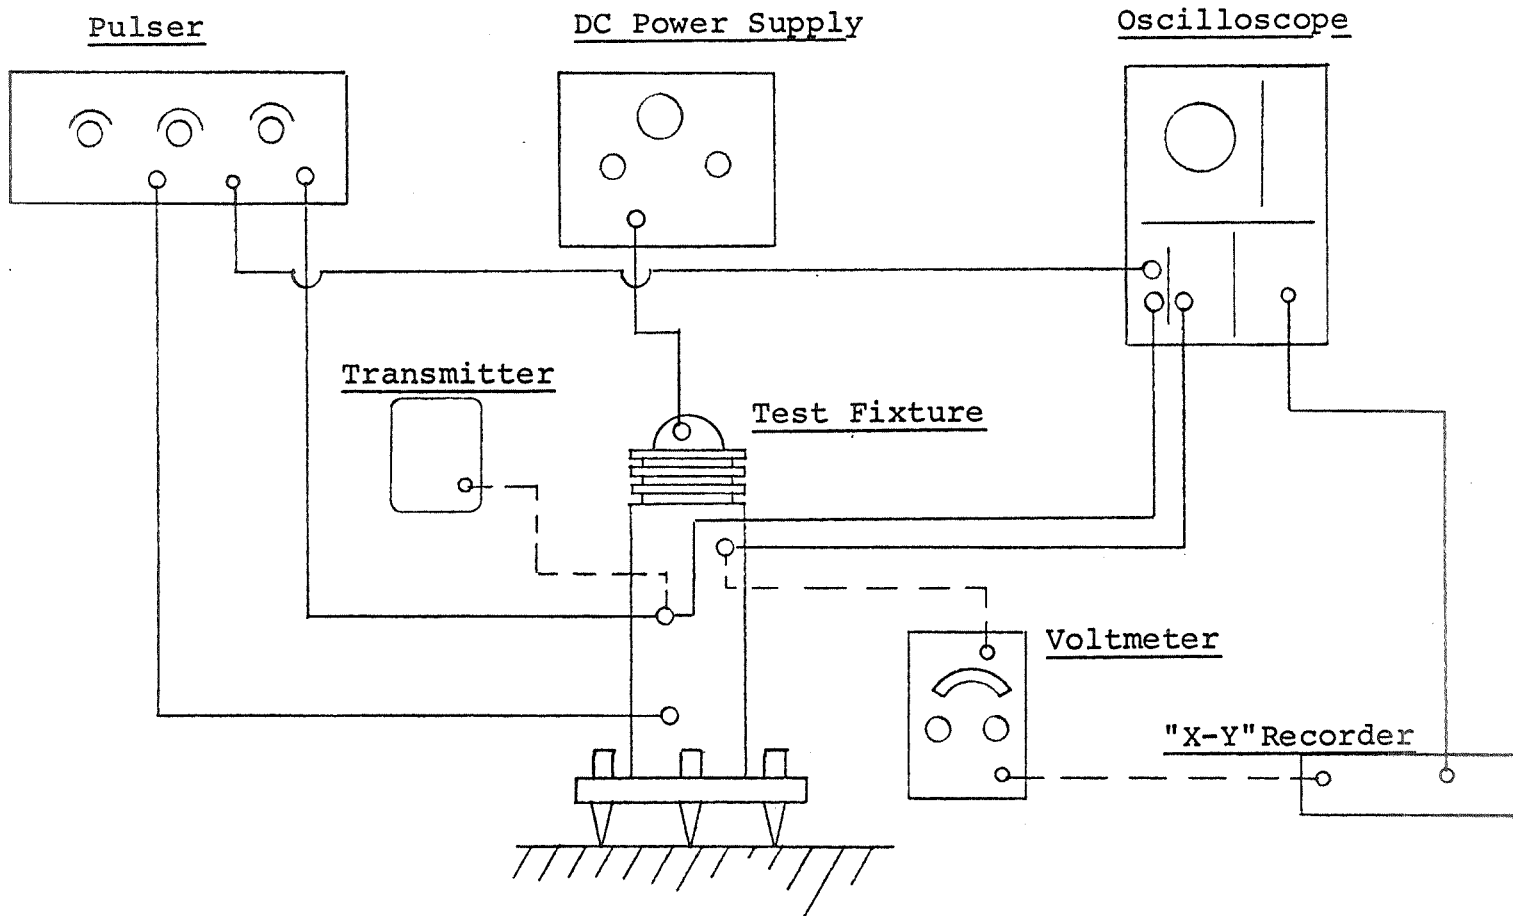 Pulser
DC Power Supply
Oscilloscope
Transmitter
Test Fixture
Voltmeter
"X-Y"Recorder